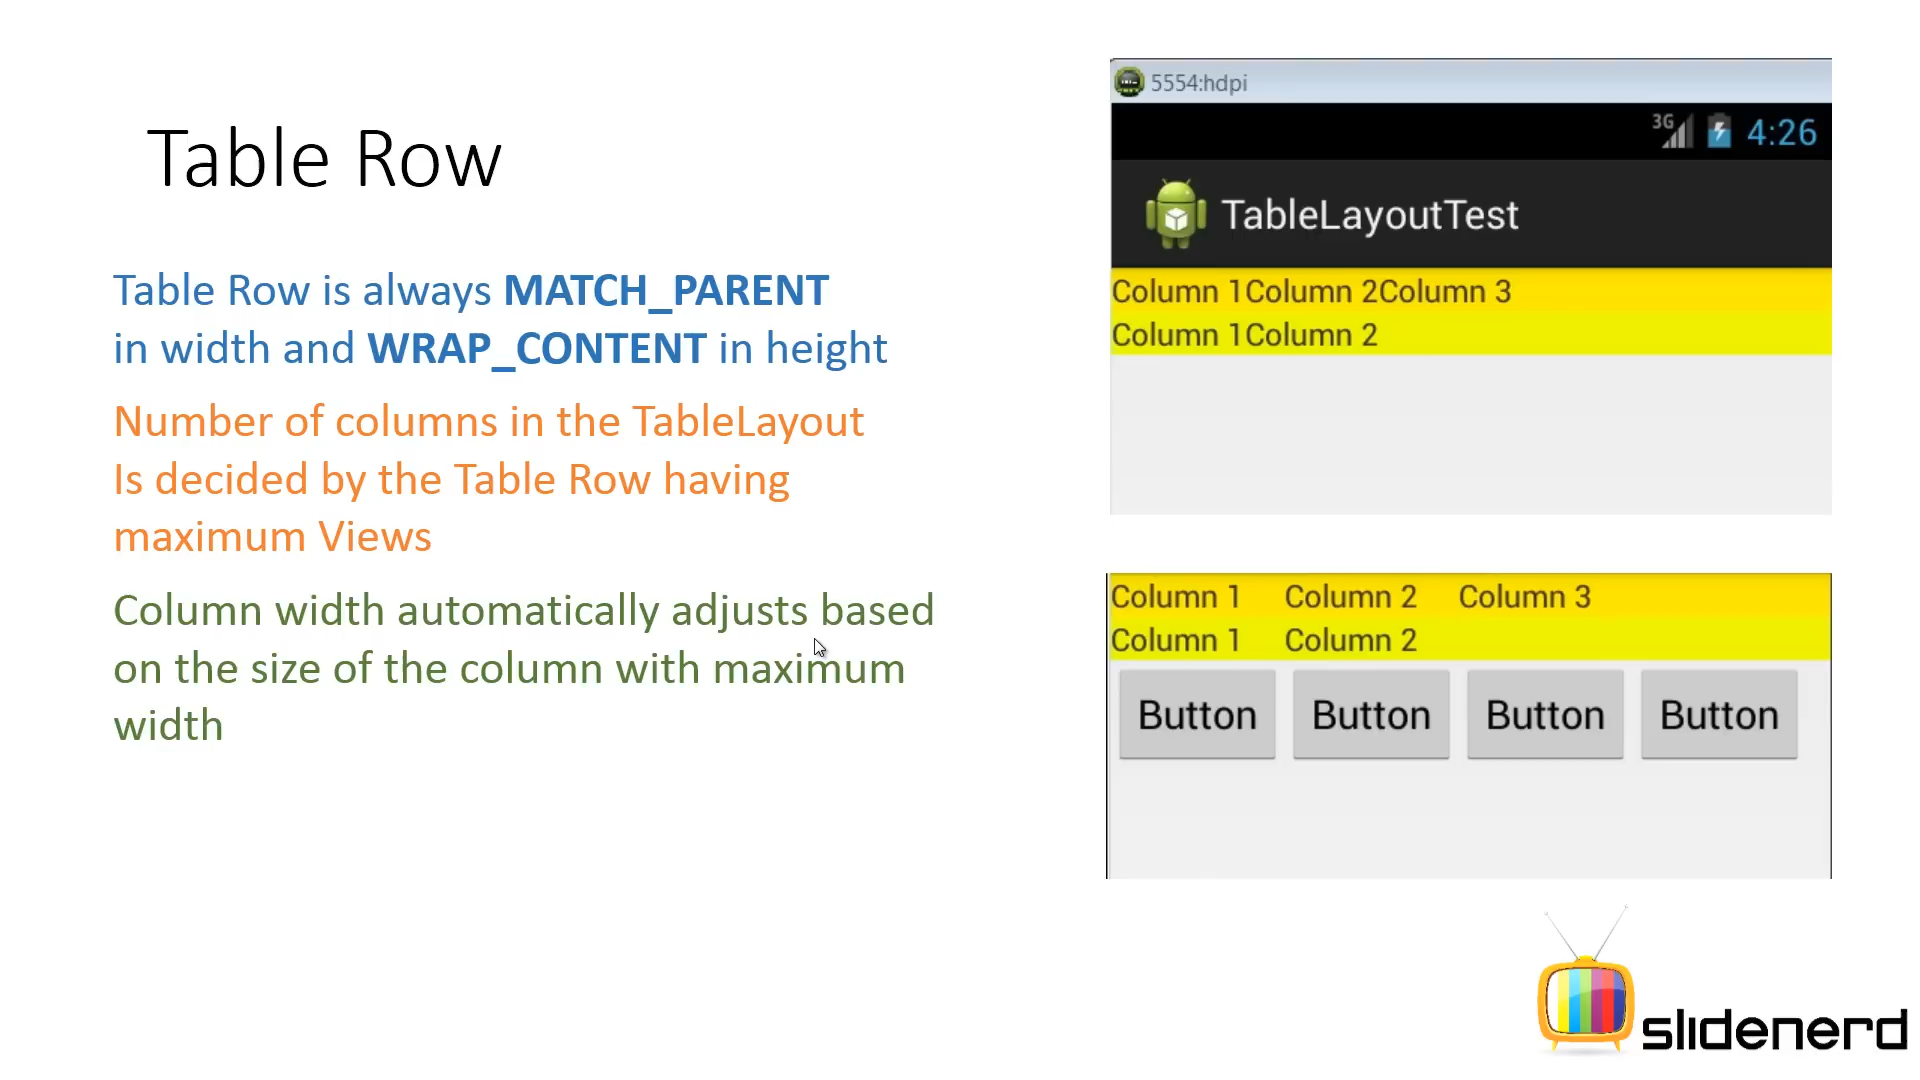 Table Row
Table Row is always MATCH_PARENT
in width and WRAP_CONTENT in height
Number of columns in the TableLayout
Is decided by the Table Row having
maximum Views
Column width automatically adjusts based
on the size of the column with maximum
width
5554:hdpi
3G 4:26
TableLayoutTest
Column 1Column 2Column 3
Column 1Column 2
Column 1 Column 2 Column 3
Column 1 Column 2
Button Button Button Button
slidenerd